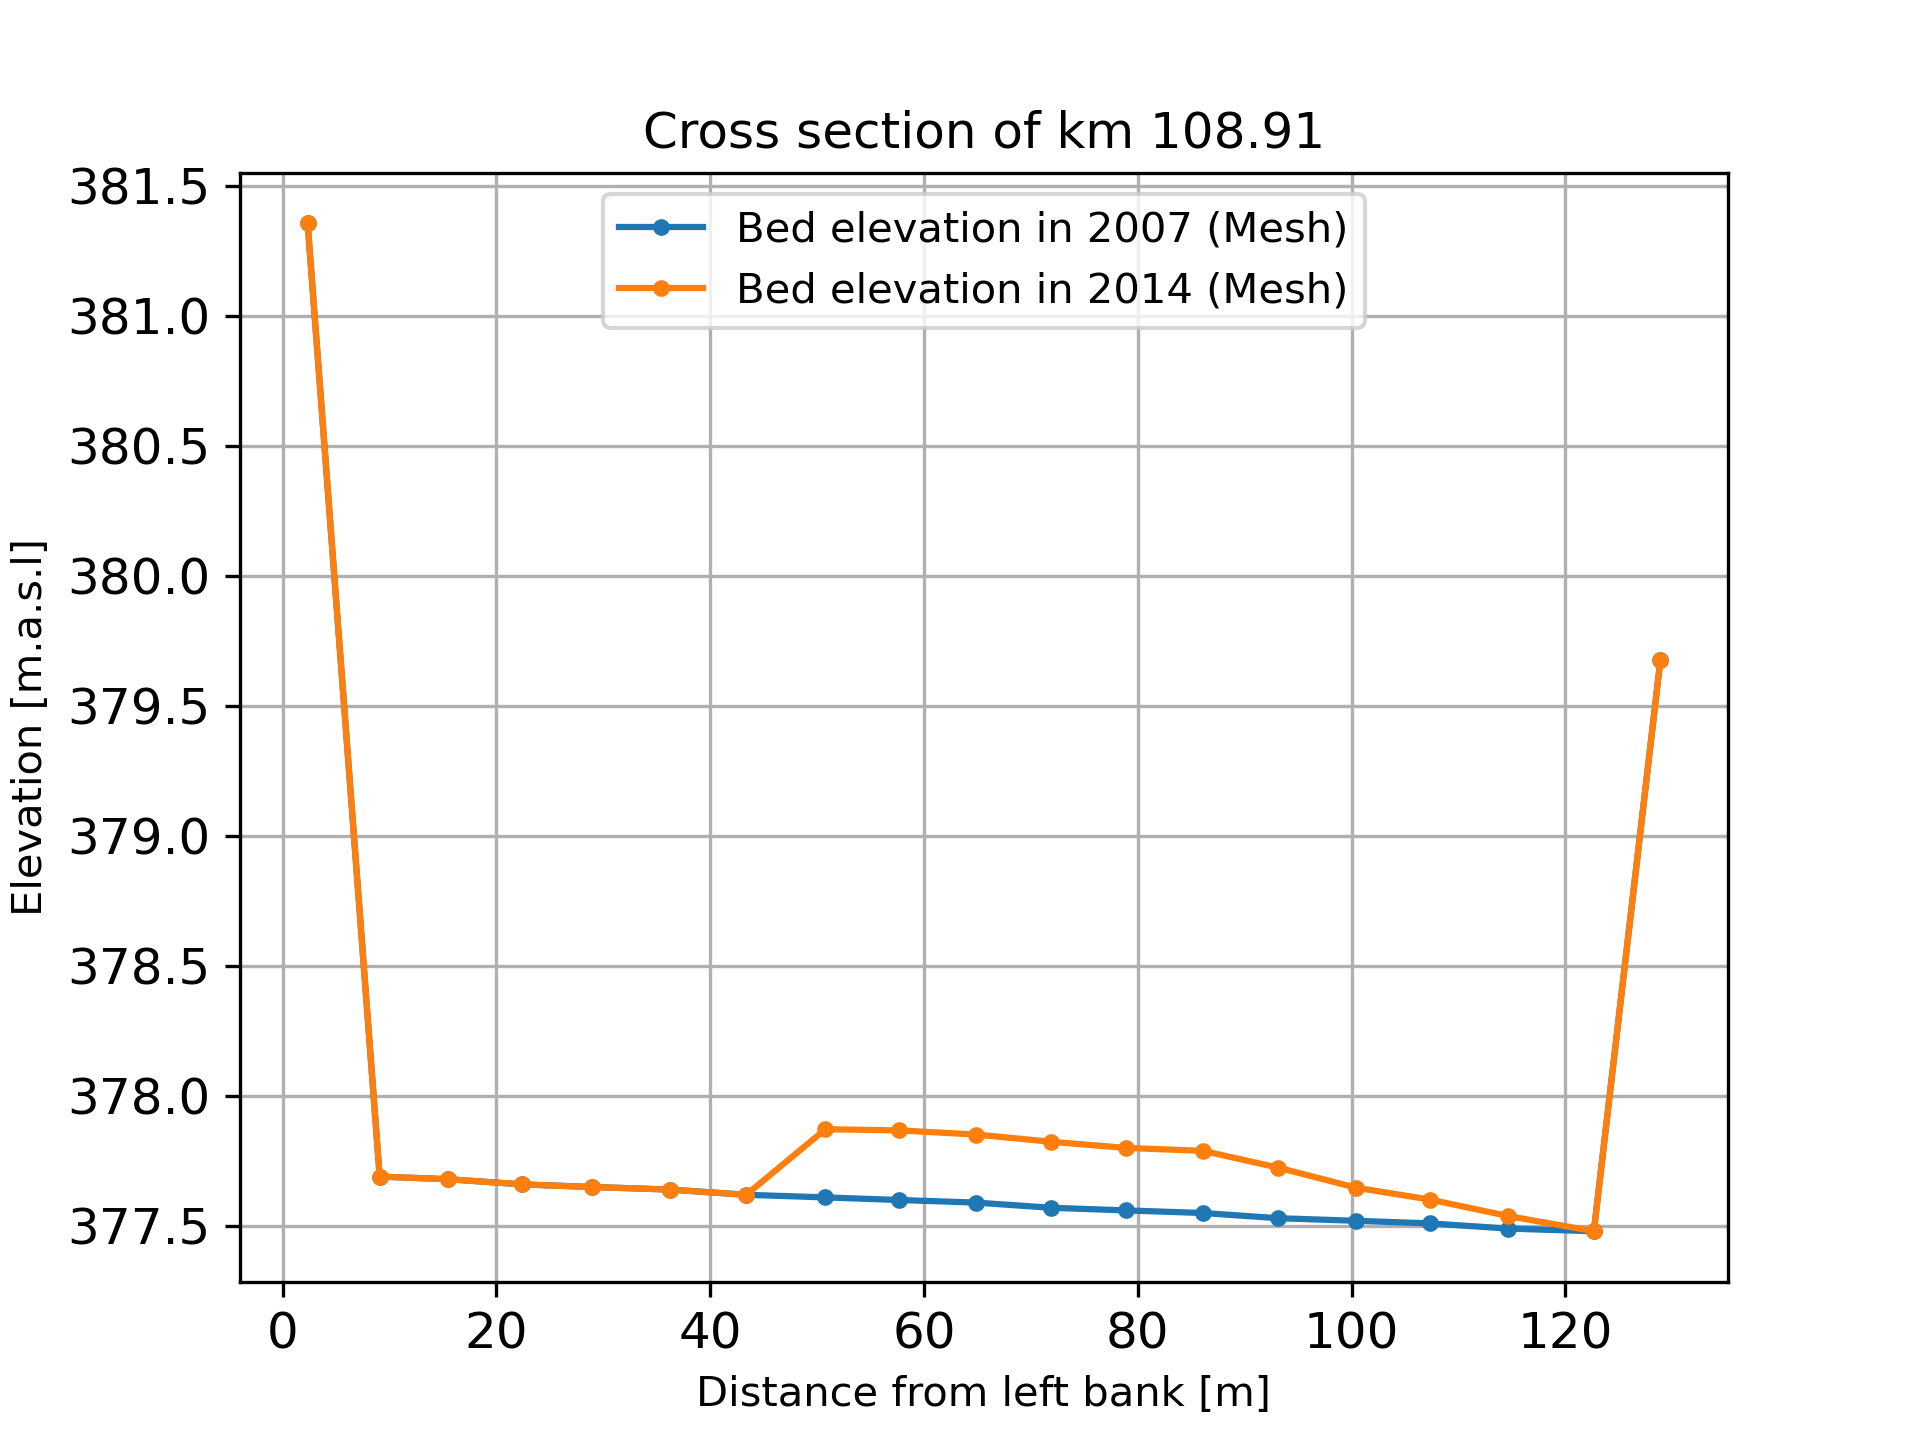 Cross section of km 108.91
Bed elevation in 2007 (Mesh)
Bed elevation in 2014 (Mesh)
Elevation [m.a.s.l]
381.5
381.0
380.5
380.0
379.5
379.0
378.5
378.0
377.5
0 20 40 60 80 100 120
Distance from left bank [m]